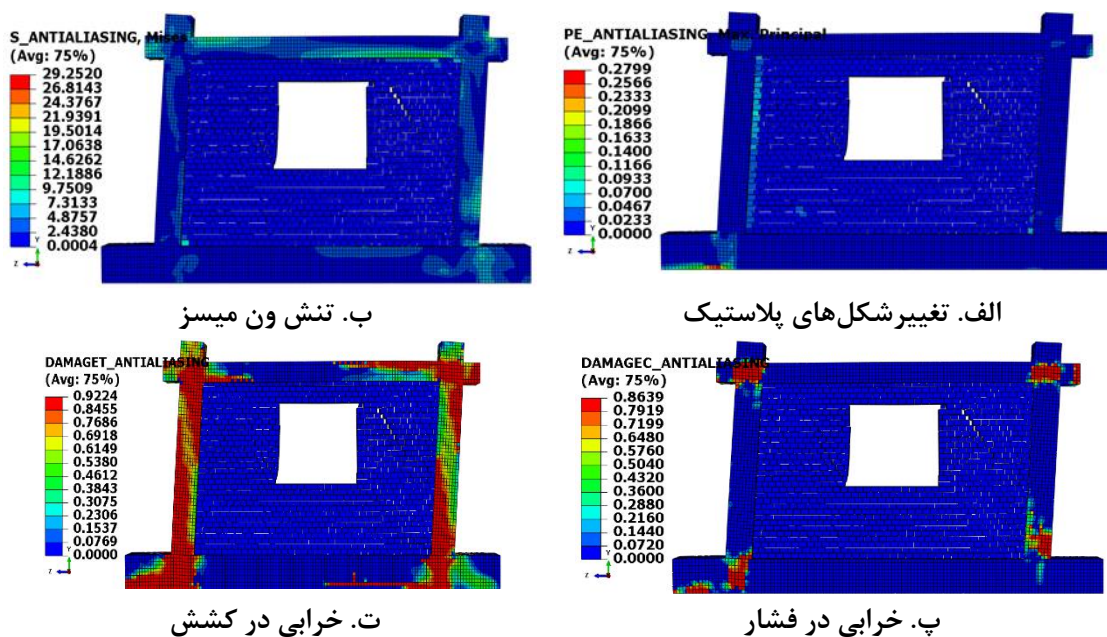 S_ANTIALIASING, Mises
(Avg: 75%)
29.2520
26.8143
24.3767
21.9391
19.5014
17.0638
14.6262
12.1886
9.7509
7.3133
4.8757
2.4380
0.0004
Y
Z
ب. تنش ون میسز
PE_ANTIALIASING, Max. Principal
(Avg: 75%)
0.2799
0.2566
0.2333
0.2099
0.1866
0.1633
0.1400
0.1166
0.0933
0.0700
0.0467
0.0233
0.0000
Y
Z
الف. تغییرشکل‌های پلاستیک
DAMAGET_ANTIALIASING
(Avg: 75%)
0.9224
0.8455
0.7686
0.6918
0.6149
0.5380
0.4612
0.3843
0.3075
0.2306
0.1537
0.0769
0.0000
Y
Z
ت. خرابی در کشش
DAMAGEC_ANTIALIASING
(Avg: 75%)
0.8639
0.7919
0.7199
0.6480
0.5760
0.5040
0.4320
0.3600
0.2880
0.2160
0.1440
0.0720
0.0000
Y
Z
پ. خرابی در فشار